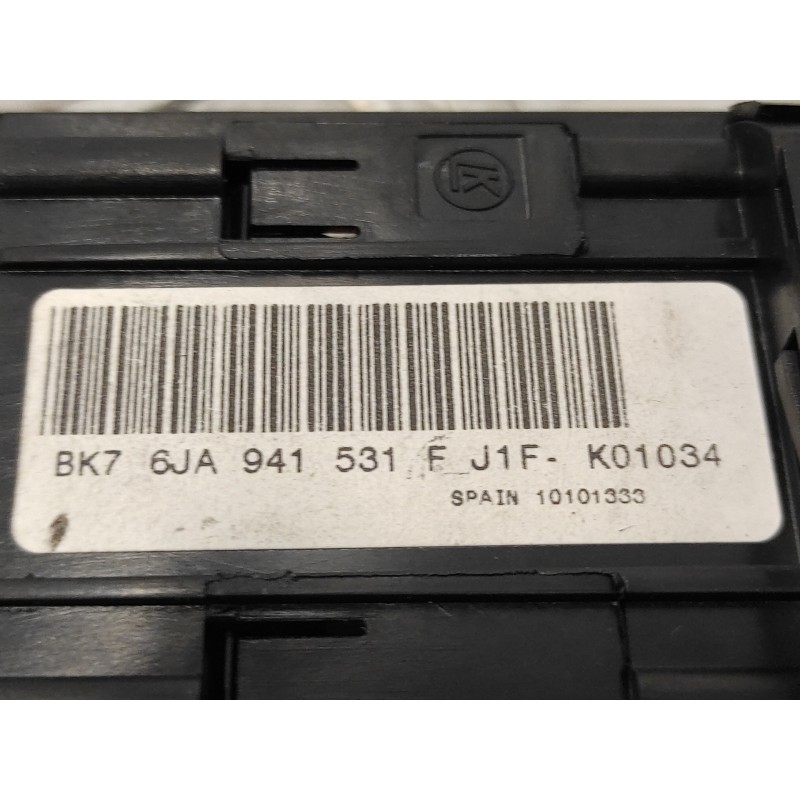 K
BK7 6JA 941 531 F J1F- K01034
SPAIN 10101333